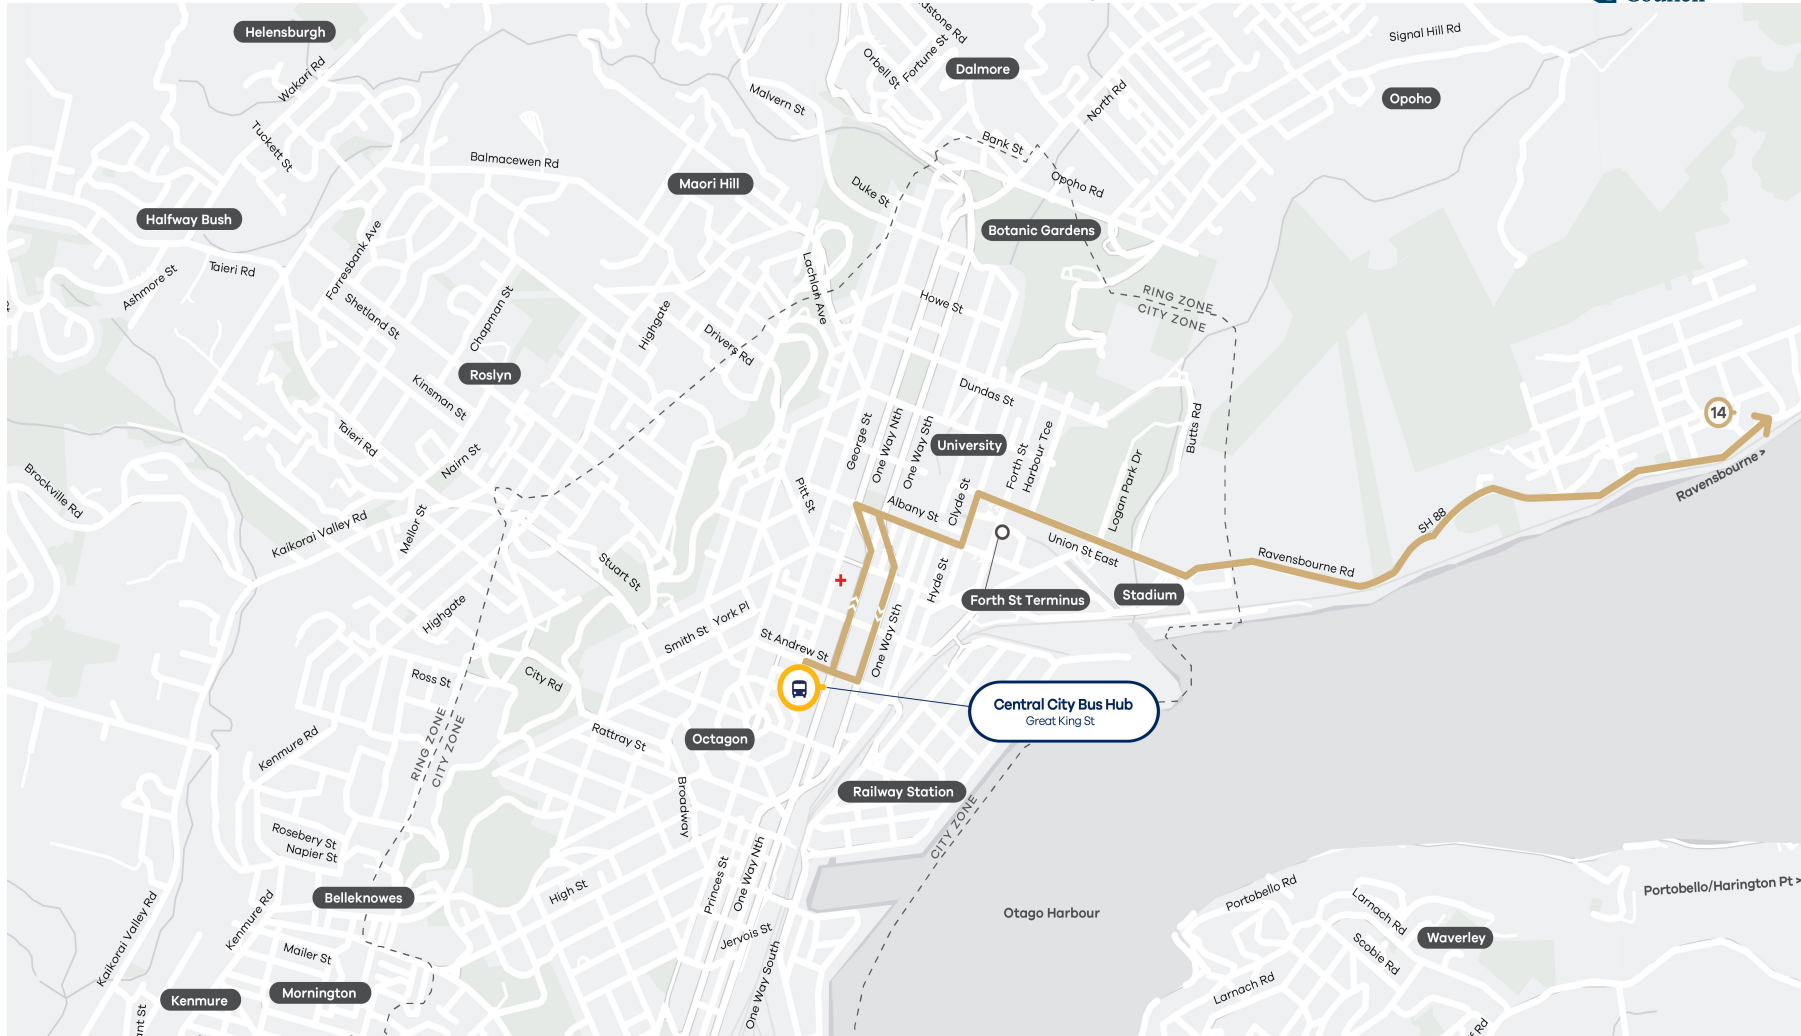 Council
Helensburgh
Wakari Rd
Tuckett St
Halfway Bush
Taieri Rd
Ashmore St
Forresbank Ave
Shetland St
Balmacewen Rd
Chapman St
Roslyn
Kinsman St
Taieri Rd
Nairn St
Brockville Rd
Kaikorai Valley Rd
Mellor St
Highgate
Maori Hill
Malvern St
Duke St
Lachlan Ave
Highgate
Drivers Rd
Orbell St
Fortune St
Dalmore
Bank St
North Rd
Opoho Rd
Signal Hill Rd
Opoho
Botanic Gardens
RING ZONE
CITY ZONE
Howe St
Dundas St
George St
One Way Nth
One Way Sth
University
Forth St
Harbour Tce
Logan Park Dr
Butts Rd
Pitt St
Albany St
Clyde St
Union St East
Hyde St
Forth St Terminus
Stadium
Ravensbourne Rd
SH 88
14
Ravensbourne >
Stuart St
Smith St
York Pl
St Andrew St
One Way Sth
Central City Bus Hub
Great King St
City Rd
Ross St
RING ZONE
CITY ZONE
Kenmure Rd
Rattray St
Octagon
Broadway
Railway Station
CITY ZONE
Rosebery St
Napier St
Belleknowes
Kenmure Rd
Kaikorai Valley Rd
Mailer St
Mornington
Kenmure
High St
Princes St
One Way Nth
Jervois St
One Way South
Otago Harbour
Portobello Rd
Larnach Rd
Scobie Rd
Larnach Rd
Waverley
Portobello/Harington Pt >